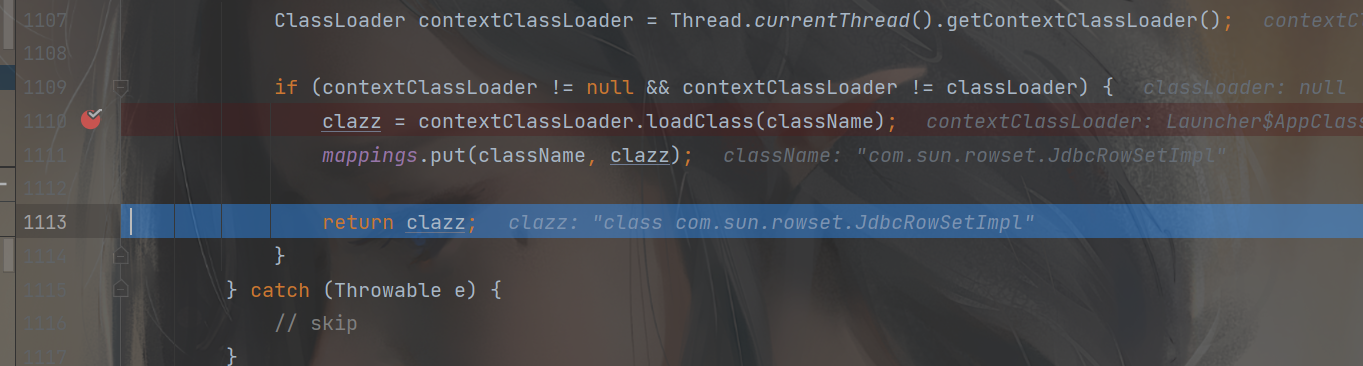 1107 ClassLoader contextClassLoader = Thread.currentThread().getContextClassLoader(); contextC
1108
1109 if (contextClassLoader != null && contextClassLoader != classLoader) { classLoader: null
1110 clazz = contextClassLoader.loadClass(className); contextClassLoader: Launcher$AppClass
1111 mappings.put(className, clazz); className: "com.sun.rowset.JdbcRowSetImpl"
1112
1113 return clazz; clazz: "class com.sun.rowset.JdbcRowSetImpl"
1114 }
1115 } catch (Throwable e) {
1116 // skip
1117 }